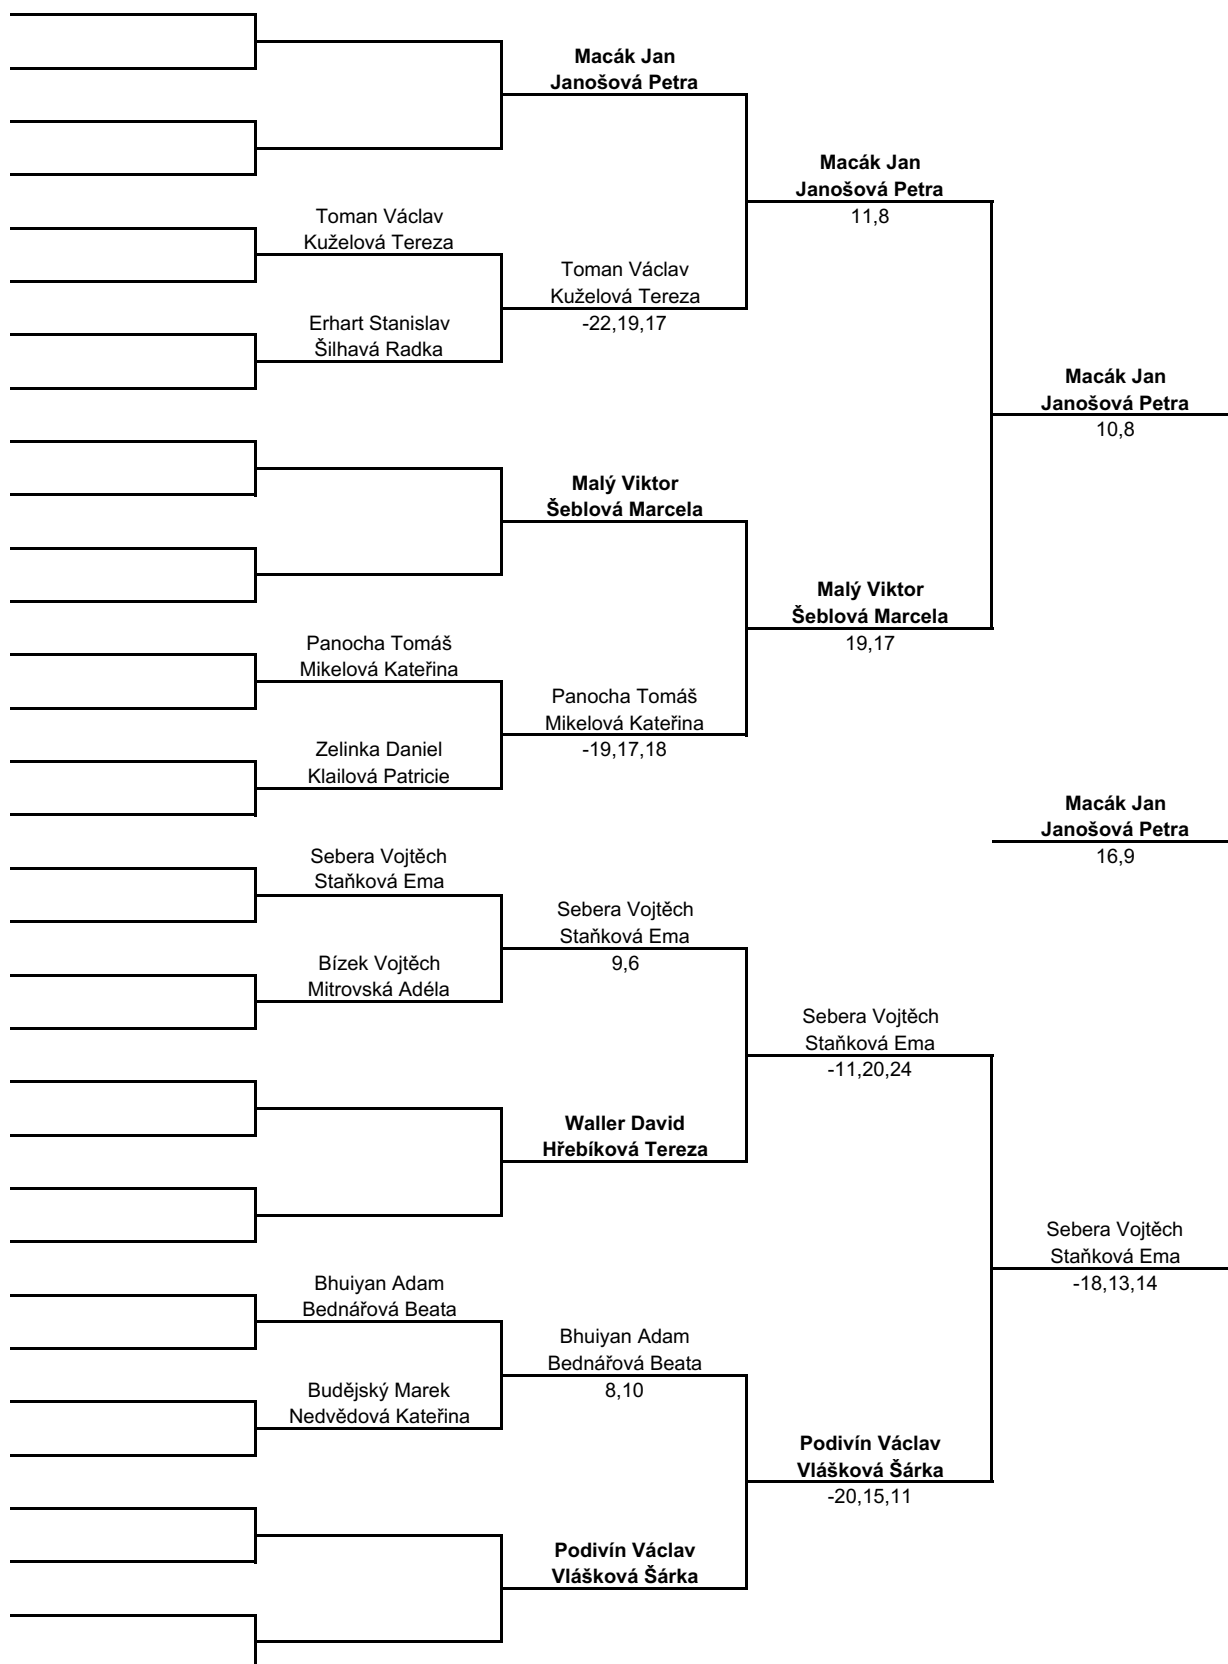 Macák Jan
Janošová Petra
Macák Jan
Janošová Petra
11,8
Toman Václav
Kuželová Tereza
Toman Václav
Kuželová Tereza
-22,19,17
Erhart Stanislav
Šilhavá Radka
Macák Jan
Janošová Petra
10,8
Malý Viktor
Šeblová Marcela
Malý Viktor
Šeblová Marcela
19,17
Panocha Tomáš
Mikelová Kateřina
Panocha Tomáš
Mikelová Kateřina
-19,17,18
Zelinka Daniel
Klailová Patricie
Macák Jan
Janošová Petra
16,9
Sebera Vojtěch
Staňková Ema
Sebera Vojtěch
Staňková Ema
9,6
Bízek Vojtěch
Mitrovská Adéla
Sebera Vojtěch
Staňková Ema
-11,20,24
Waller David
Hřebíková Tereza
Sebera Vojtěch
Staňková Ema
-18,13,14
Bhuiyan Adam
Bednářová Beata
Bhuiyan Adam
Bednářová Beata
8,10
Budějský Marek
Nedvědová Kateřina
Podivín Václav
Vlášková Šárka
-20,15,11
Podivín Václav
Vlášková Šárka